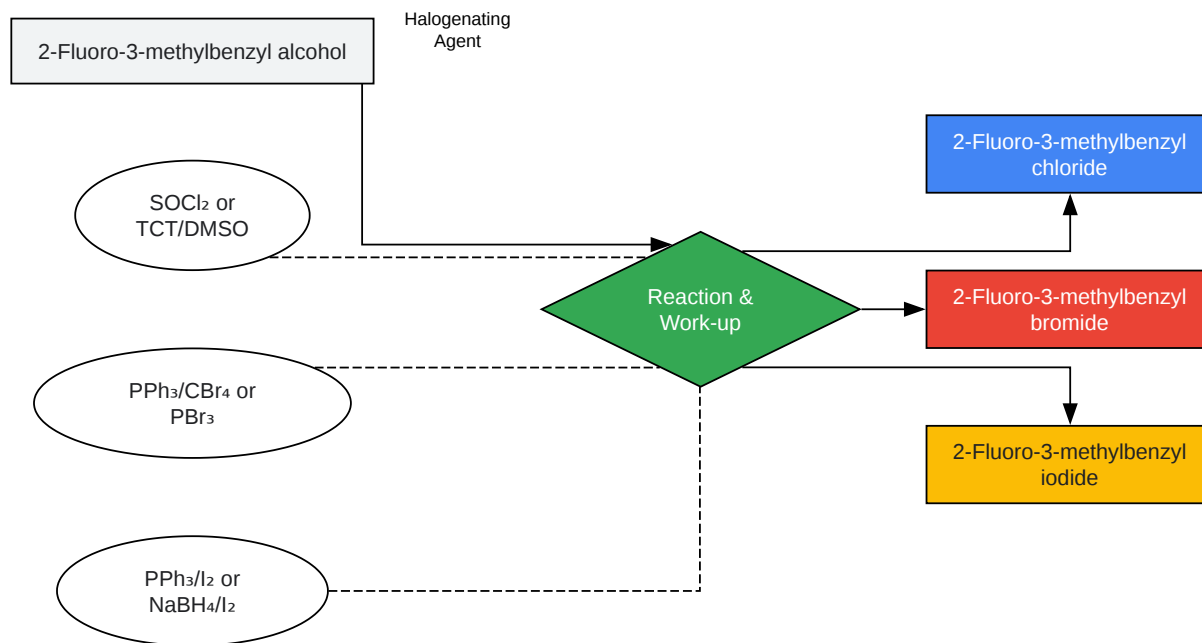 Halogenating
Agent
2-Fluoro-3-methylbenzyl alcohol
2-Fluoro-3-methylbenzyl
chloride
SOCl₂ or
TCT/DMSO
Reaction &
Work-up
2-Fluoro-3-methylbenzyl
bromide
PPh₃/CBr₄ or
PBr₃
2-Fluoro-3-methylbenzyl
iodide
PPh₃/I₂ or
NaBH₄/I₂